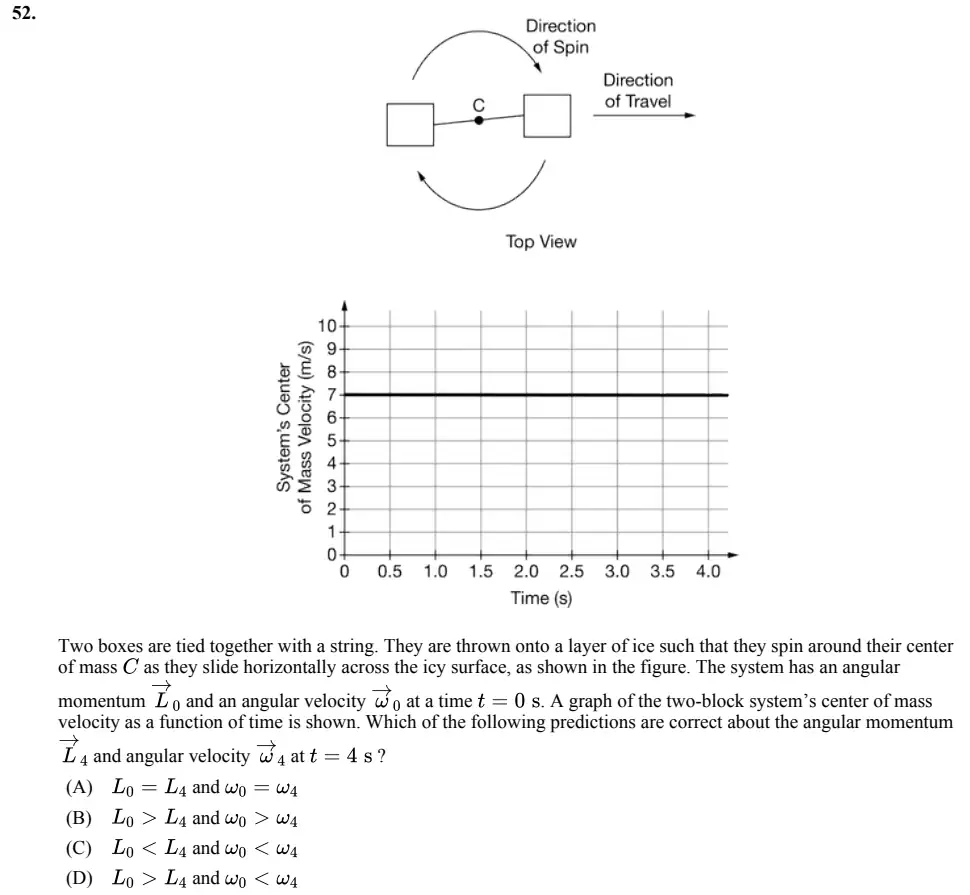 52.
Direction
of Spin
Direction
of Travel
C
Top View
System's Center
of Mass Velocity (m/s)
10
9
8
7
6
5
4
3
2
1
0
0 0.5 1.0 1.5 2.0 2.5 3.0 3.5 4.0
Time (s)
Two boxes are tied together with a string. They are thrown onto a layer of ice such that they spin around their center
of mass C as they slide horizontally across the icy surface, as shown in the figure. The system has an angular
momentum L⃗₀ and an angular velocity ω⃗₀ at a time t = 0 s. A graph of the two-block system's center of mass
velocity as a function of time is shown. Which of the following predictions are correct about the angular momentum
L⃗₄ and angular velocity ω⃗₄ at t = 4 s ?
(A) L₀ = L₄ and ω₀ = ω₄
(B) L₀ > L₄ and ω₀ > ω₄
(C) L₀ < L₄ and ω₀ < ω₄
(D) L₀ > L₄ and ω₀ < ω₄